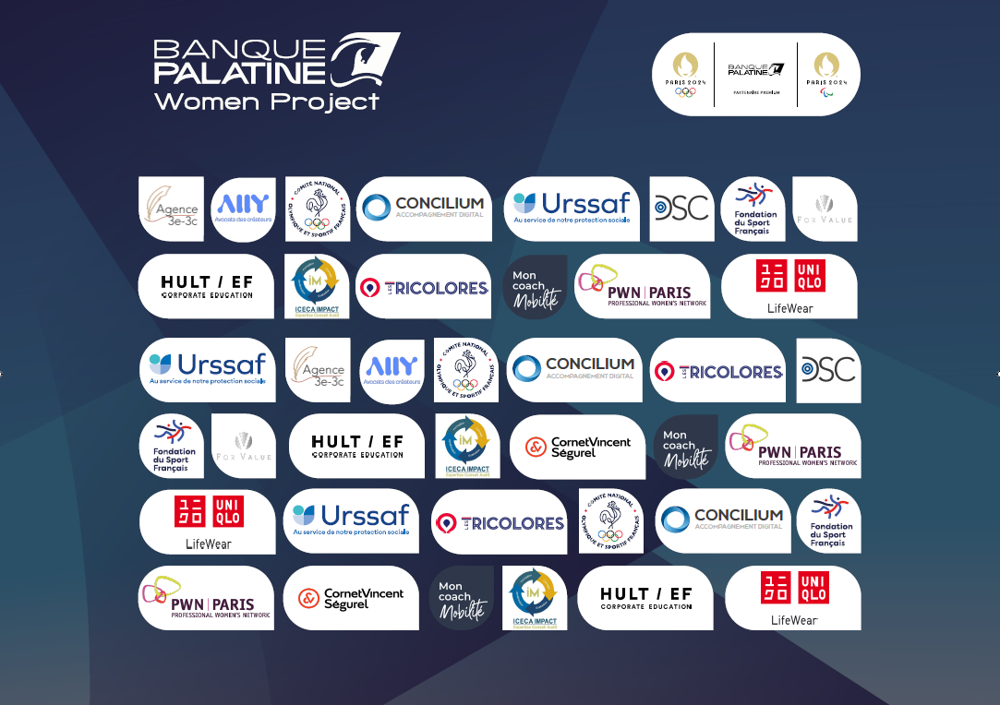 BANQUE
PALATINE
Women Project
PARIS 2024
BANQUE
PALATINE
PARTENAIRE PREMIUM
PARIS 2024
Agence
3e-3c
AllY
Avocats des créateurs
COMITÉ NATIONAL
OLYMPIQUE ET SPORTIF FRANÇAIS
CONCILIUM
ACCOMPAGNEMENT DIGITAL
Urssaf
Au service de notre protection sociale
DSC
Fondation
du Sport
Français
FOR VALUE
HULT / EF
CORPORATE EDUCATION
iM
ICECA IMPACT
Expertise Conseil Audit
LES TRICOLORES
Mon
coach
Mobilité
PWN | PARIS
PROFESSIONAL WOMEN'S NETWORK
ユニ UNI
クロ QLO
LifeWear
Urssaf
Au service de notre protection sociale
Agence
3e-3c
AllY
Avocats des créateurs
COMITÉ NATIONAL
OLYMPIQUE ET SPORTIF FRANÇAIS
CONCILIUM
ACCOMPAGNEMENT DIGITAL
LES TRICOLORES
DSC
Fondation
du Sport
Français
FOR VALUE
HULT / EF
CORPORATE EDUCATION
iM
ICECA IMPACT
Expertise Conseil Audit
& CornetVincent
Ségurel
Mon
coach
Mobilité
PWN | PARIS
PROFESSIONAL WOMEN'S NETWORK
ユニ UNI
クロ QLO
LifeWear
Urssaf
Au service de notre protection sociale
LES TRICOLORES
COMITÉ NATIONAL
OLYMPIQUE ET SPORTIF FRANÇAIS
CONCILIUM
ACCOMPAGNEMENT DIGITAL
Fondation
du Sport
Français
PWN | PARIS
PROFESSIONAL WOMEN'S NETWORK
& CornetVincent
Ségurel
Mon
coach
Mobilité
iM
ICECA IMPACT
Expertise Conseil Audit
HULT / EF
CORPORATE EDUCATION
ユニ UNI
クロ QLO
LifeWear